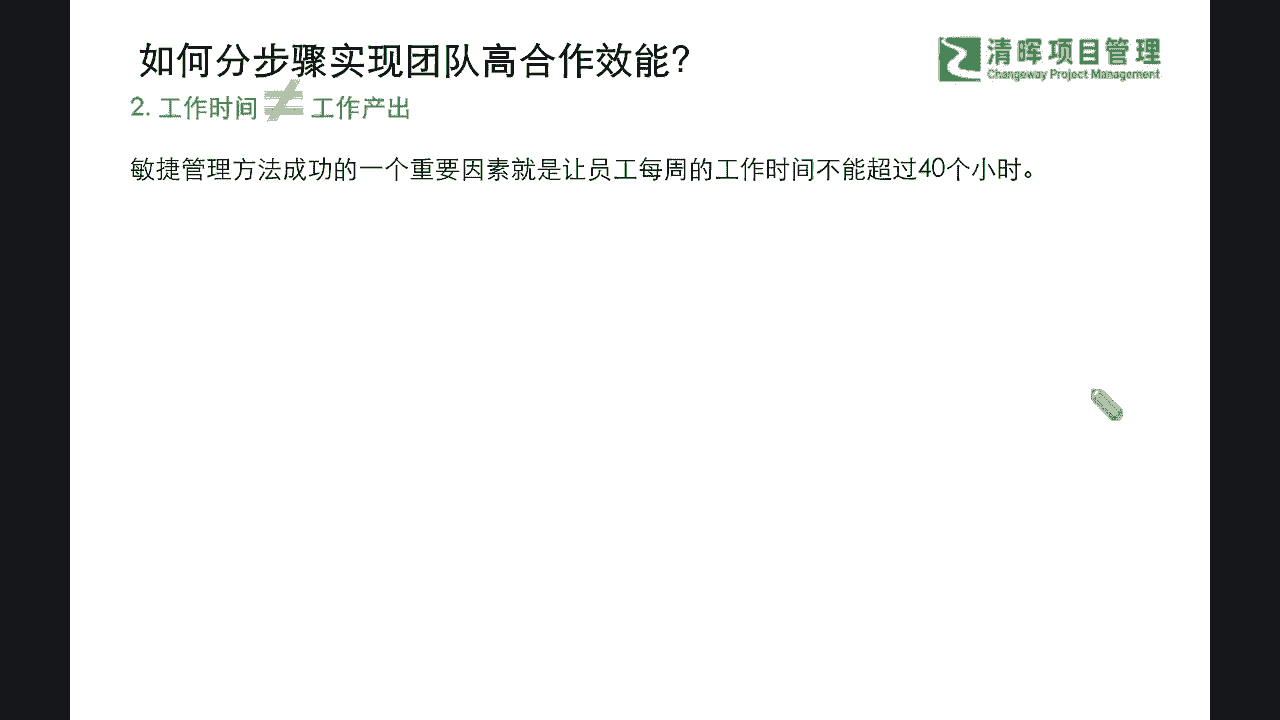 如何分步骤实现团队高合作效能?
清晖项目管理
Changeway Project Management
2. 工作时间 ≠ 工作产出
敏捷管理方法成功的一个重要因素就是让员工每周的工作时间不能超过40个小时。